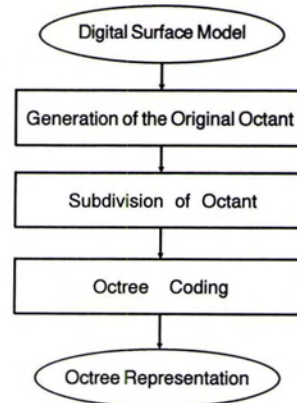 Digital Surface Model
Generation of the Original Octant
Subdivision of Octant
Octree Coding
Octree Representation